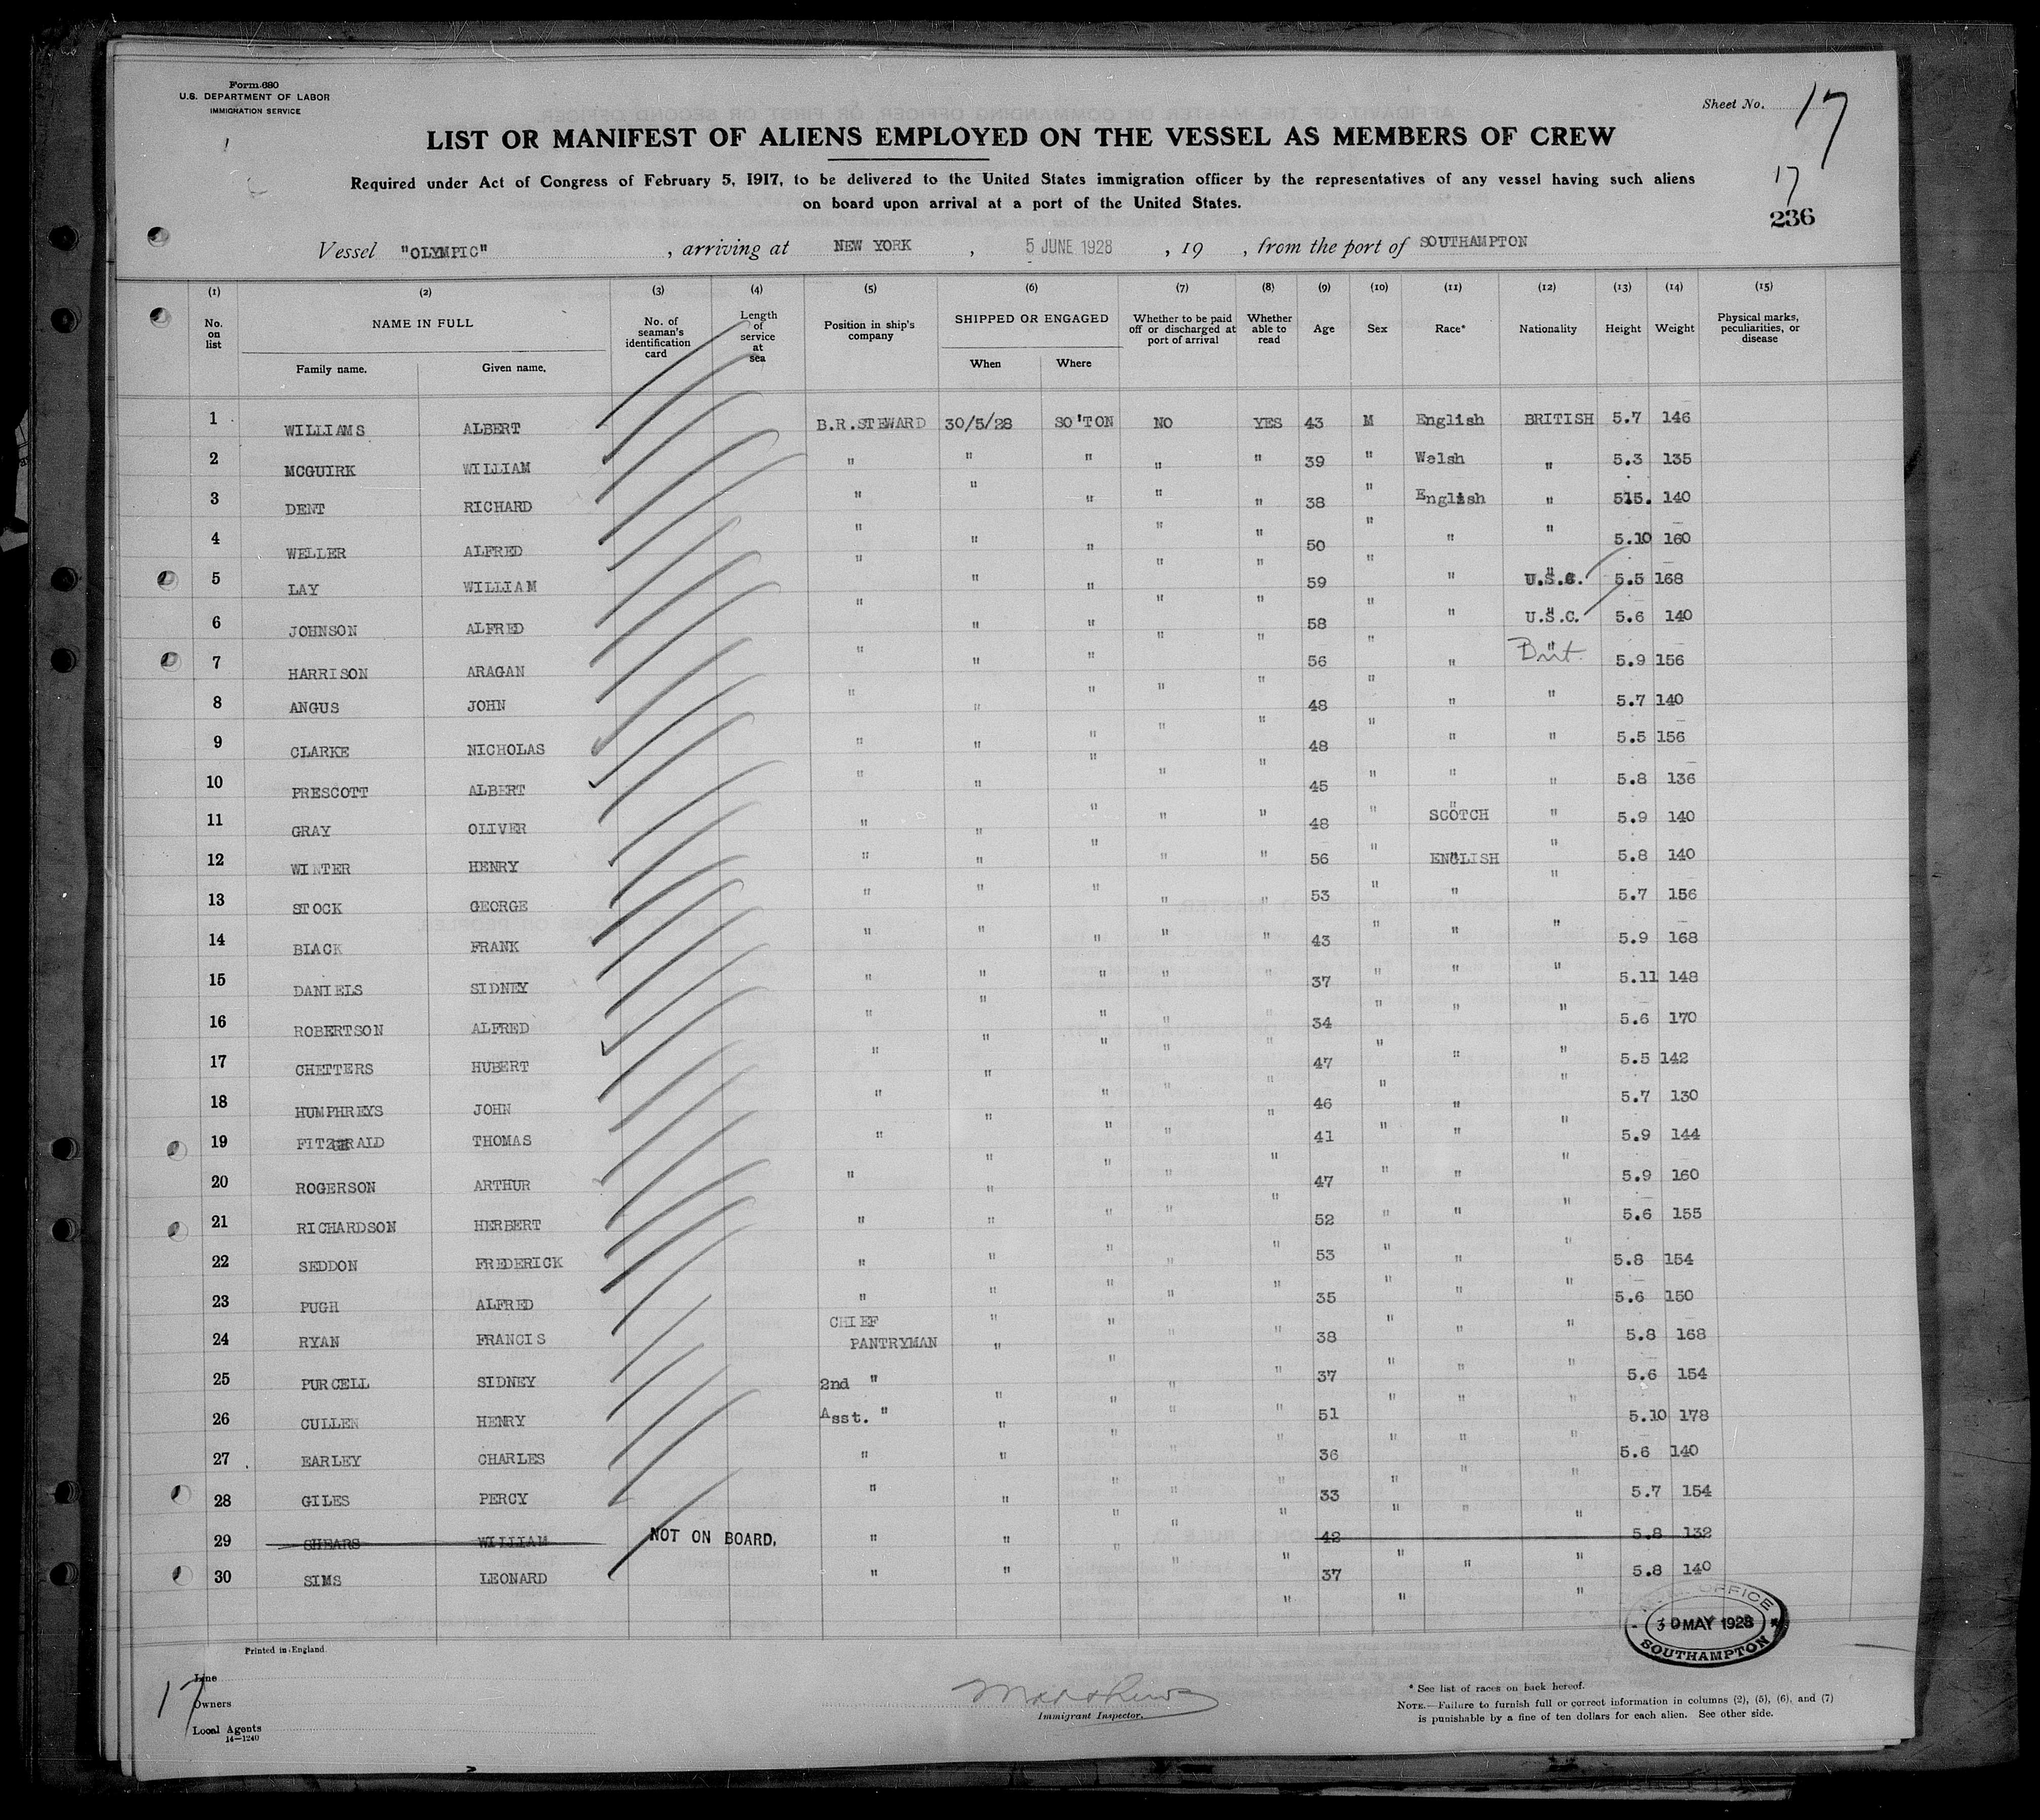 Form 680
U.S. DEPARTMENT OF LABOR
IMMIGRATION SERVICE
Sheet No. 17
LIST OR MANIFEST OF ALIENS EMPLOYED ON THE VESSEL AS MEMBERS OF CREW
Required under Act of Congress of February 5, 1917, to be delivered to the United States immigration officer by the representatives of any vessel having such aliens
on board upon arrival at a port of the United States.
17
236
Vessel "OLYMPIC", arriving at NEW YORK, 5 JUNE 1928, 19 , from the port of SOUTHAMPTON
(1) (2) (3) (4) (5) (6) (7) (8) (9) (10) (11) (12) (13) (14) (15)
No. on list NAME IN FULL Family name. Given name. No. of seaman's identification card Length of service at sea Position in ship's company SHIPPED OR ENGAGED When Where Whether to be paid off or discharged at port of arrival Whether able to read Age Sex Race* Nationality Height Weight Physical marks, peculiarities, or disease
1 WILLIAMS ALBERT B.R.STEWARD 30/5/28 SO'TON NO YES 43 M English BRITISH 5.7 146
2 MCGUIRK WILLIAM " " " " " 39 " Welsh " 5.3 135
3 DENT RICHARD " " " " " 38 " English " 515. 140
4 WELLER ALFRED " " " " " 50 " " " 5.10 160
5 LAY WILLIAM " " " " " 59 " " U.S.C. 5.5 168
6 JOHNSON ALFRED " " " " " 58 " " U.S.C. 5.6 140
7 HARRISON ARAGAN " " " " " 56 " " Brit. 5.9 156
8 ANGUS JOHN " " " " " 48 " " " 5.7 140
9 CLARKE NICHOLAS " " " " " 48 " " " 5.5 156
10 PRESCOTT ALBERT " " " " " 45 " " " 5.8 136
11 GRAY OLIVER " " " " " 48 " SCOTCH " 5.9 140
12 WINTER HENRY " " " " " 56 " ENGLISH " 5.8 140
13 STOCK GEORGE " " " " " 53 " " " 5.7 156
14 BLACK FRANK " " " " " 43 " " " 5.9 168
15 DANIELS SIDNEY " " " " " 37 " " " 5.11 148
16 ROBERTSON ALFRED " " " " " 34 " " " 5.6 170
17 CHETTERS HUBERT " " " " " 47 " " " 5.5 142
18 HUMPHREYS JOHN " " " " " 46 " " " 5.7 130
19 FITZGERALD THOMAS " " " " " 41 " " " 5.9 144
20 ROGERSON ARTHUR " " " " " 47 " " " 5.9 160
21 RICHARDSON HERBERT " " " " " 52 " " " 5.6 155
22 SEDDON FREDERICK " " " " " 53 " " " 5.8 154
23 PUGH ALFRED " " " " " 35 " " " 5.6 150
24 RYAN FRANCIS CHIEF PANTRYMAN " " " " 38 " " " 5.8 168
25 PURCELL SIDNEY 2nd " " " " " 37 " " " 5.6 154
26 CULLEN HENRY Asst. " " " " " 51 " " " 5.10 178
27 EARLEY CHARLES " " " " " 36 " " " 5.6 140
28 GILES PERCY " " " " " 33 " " " 5.7 154
29 SHEARS WILLIAM NOT ON BOARD. " " " " " 42 " " " 5.8 132
30 SIMS LEONARD " " " " " 37 " " " 5.8 140
OFFICE
30 MAY 1928
SOUTHAMPTON
Printed in England
17
Line
Owners
Local Agents
14—1240
Immigrant Inspector.
* See list of races on back hereof.
NOTE.—Failure to furnish full or correct information in columns (2), (5), (6), and (7)
is punishable by a fine of ten dollars for each alien. See other side.